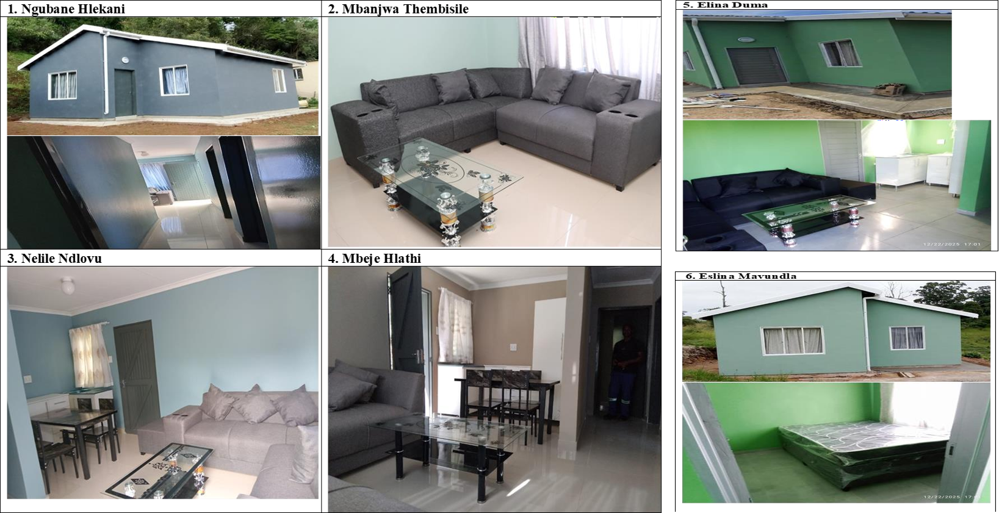 1. Ngubane Hlekani
2. Mbanjwa Thembisile
3. Nelile Ndlovu
4. Mbeje Hlathi
5. Elina Duma
12/22/2025 17:01
6. Eslina Mavundla
12/22/2025